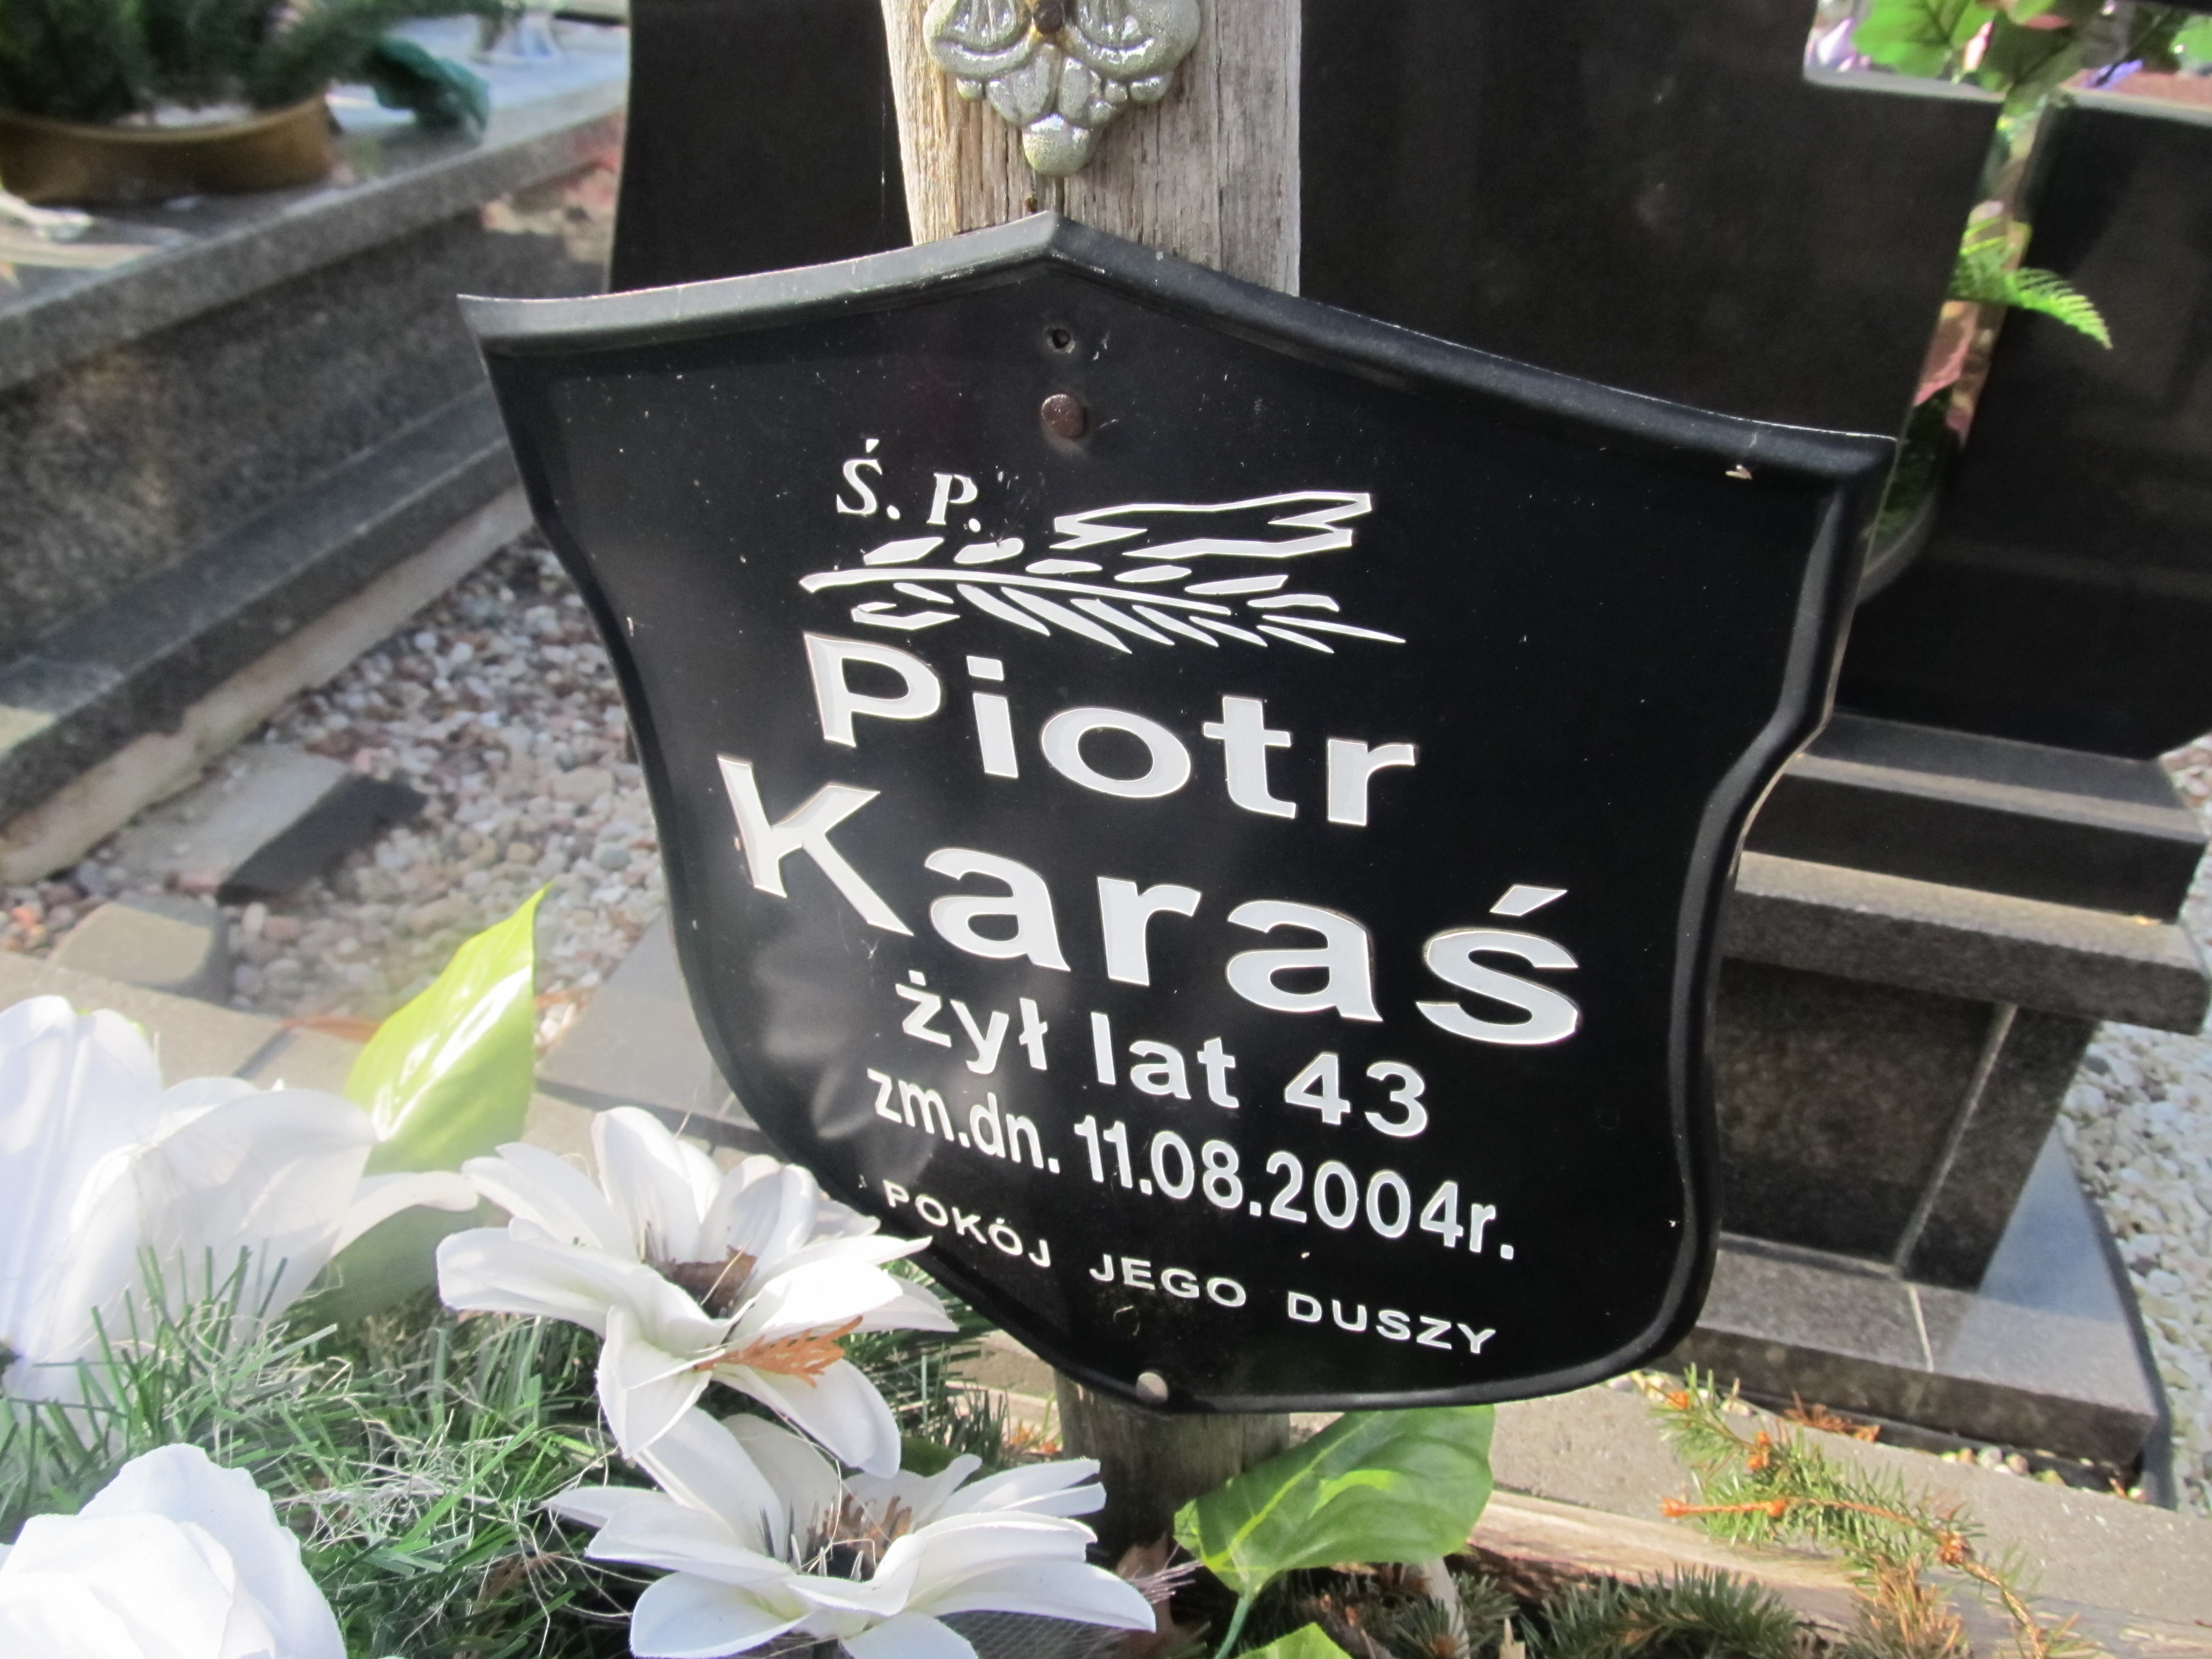 Ś. P.
Piotr
Karaś
żył lat 43
zm.dn. 11.08.2004r.
POKÓJ JEGO DUSZY